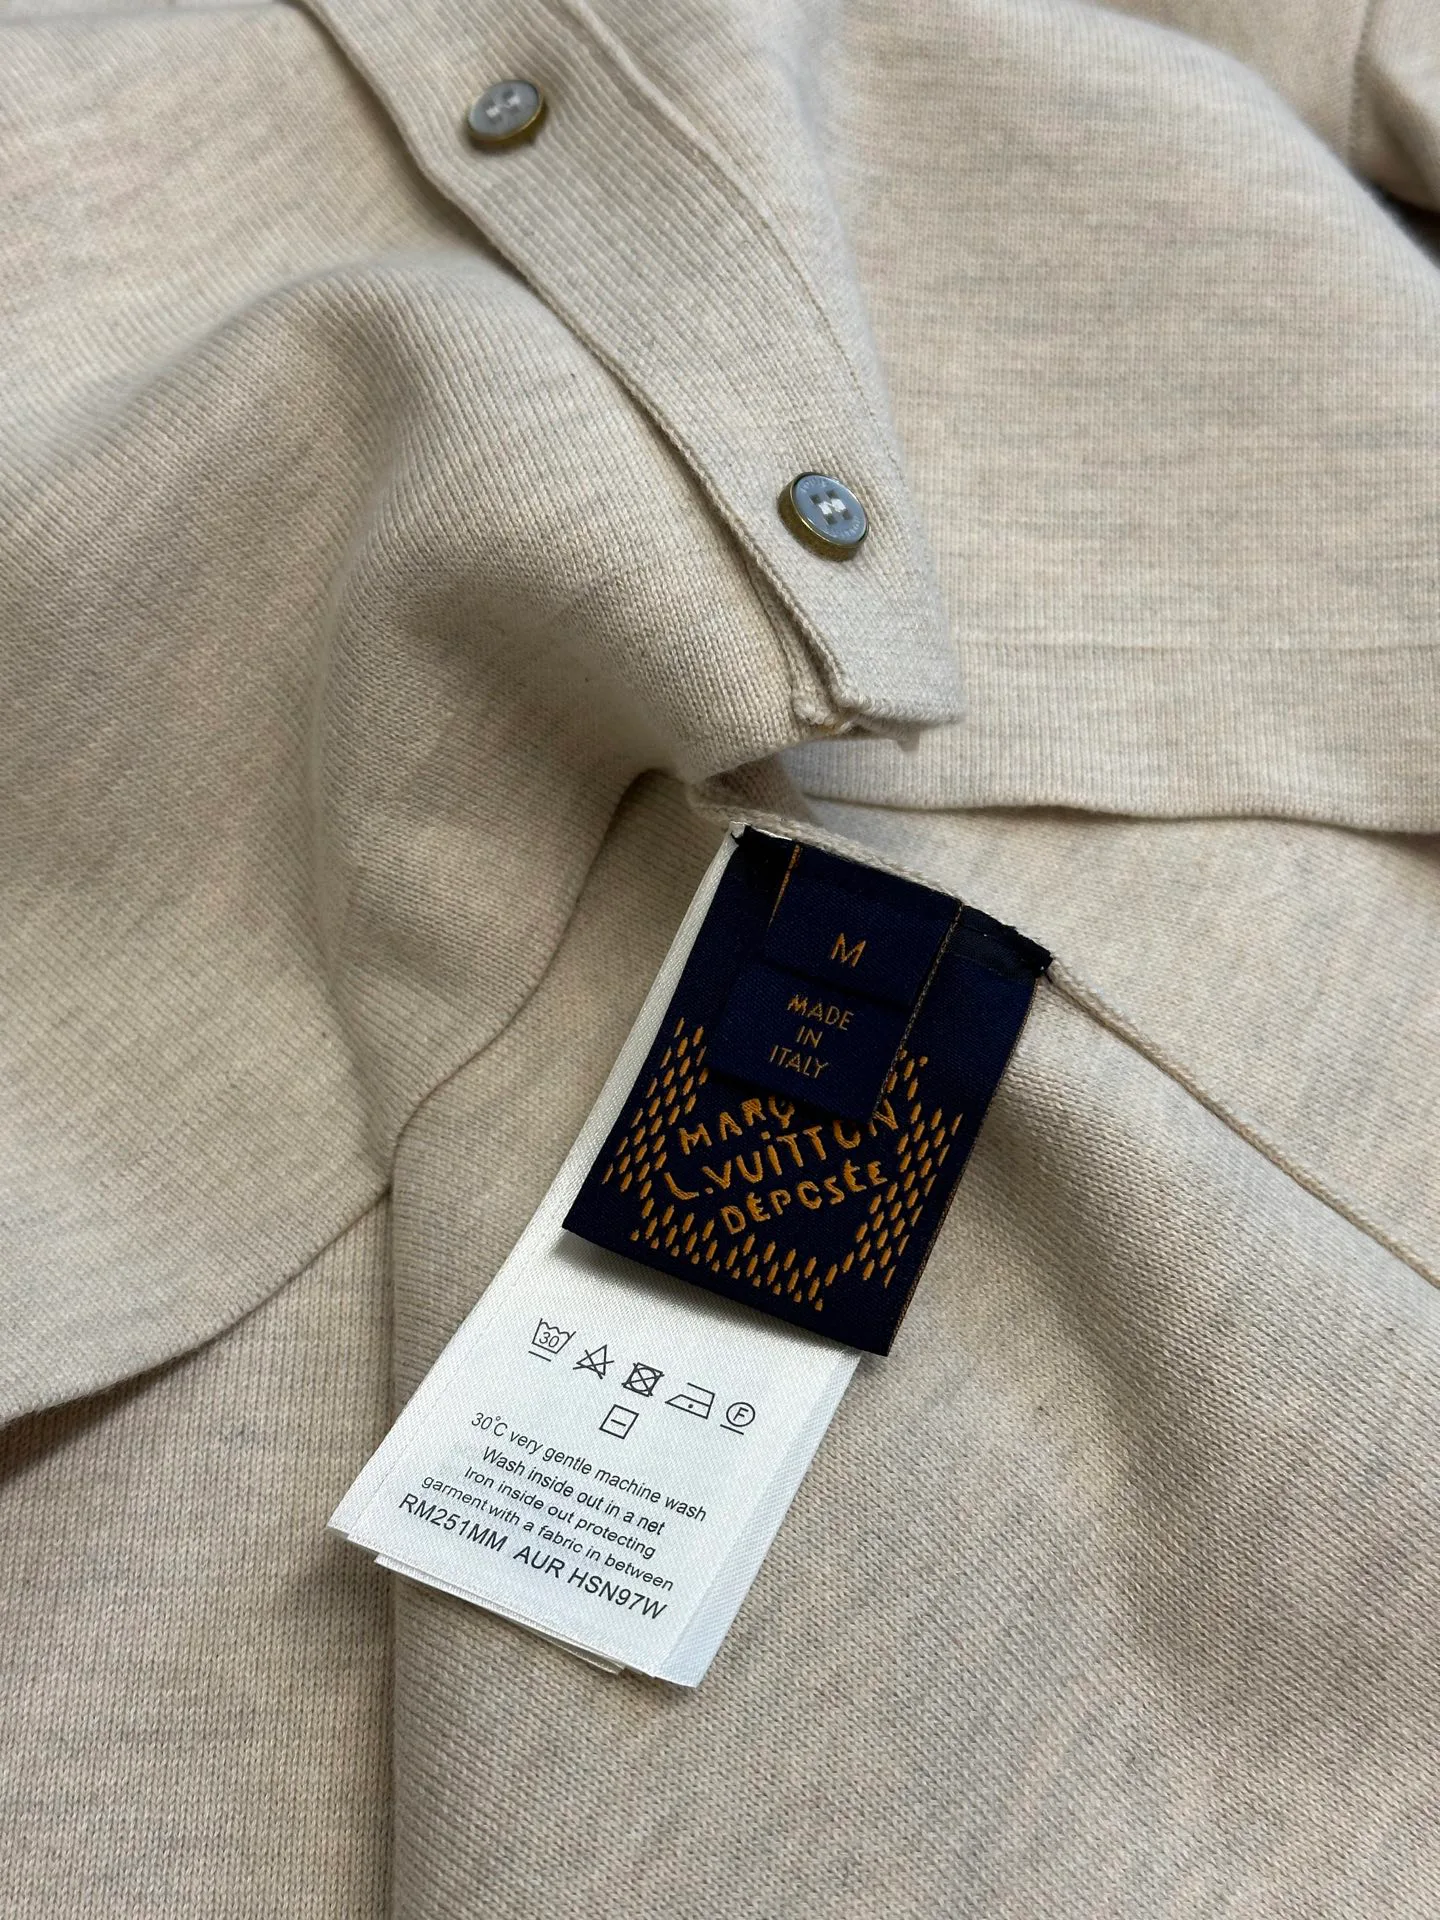 M
MADE
IN
ITALY
L.VUiTTON
DÉPOSÉE
30
F
30°C very gentle machine wash
Wash inside out in a net
Iron inside out protecting
garment with a fabric in between
RM251MM AUR HSN97W